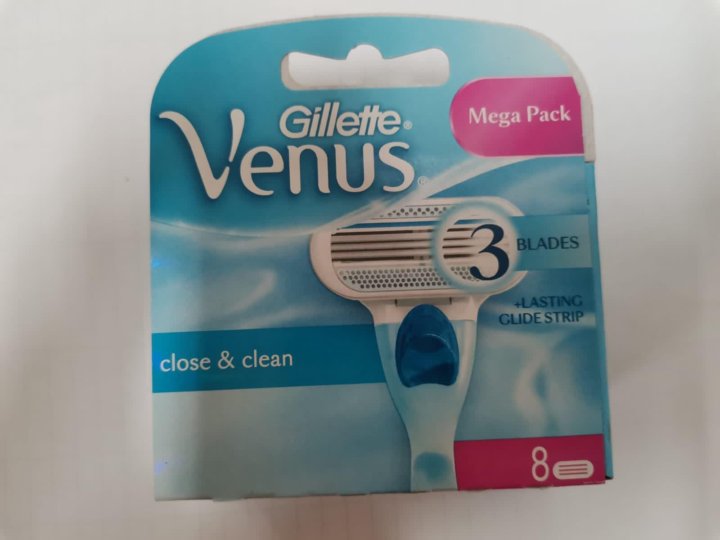 Gillette®
Venus®
Mega Pack
3 BLADES
+LASTING
GLIDE STRIP
close & clean
8